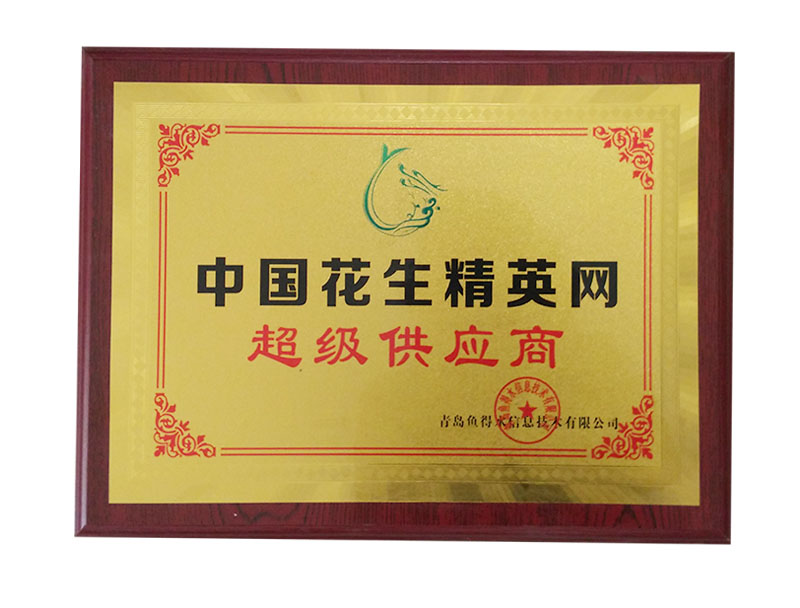 中国花生精英网
超级供应商
青岛鱼得水信息技术有限公司